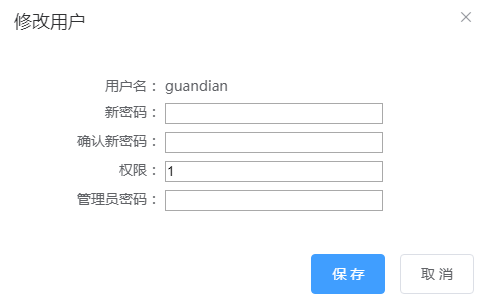 修改用户
用户名： guandian
新密码：
确认新密码：
权限： 1
管理员密码：
保存 取消